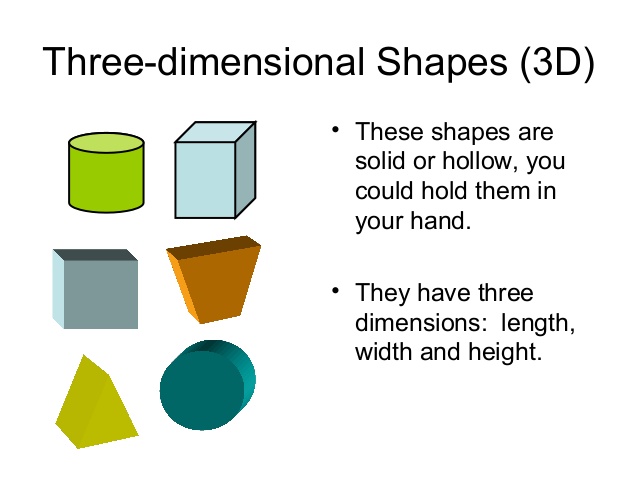 Three-dimensional Shapes (3D)
• These shapes are
solid or hollow, you
could hold them in
your hand.
• They have three
dimensions:  length,
width and height.